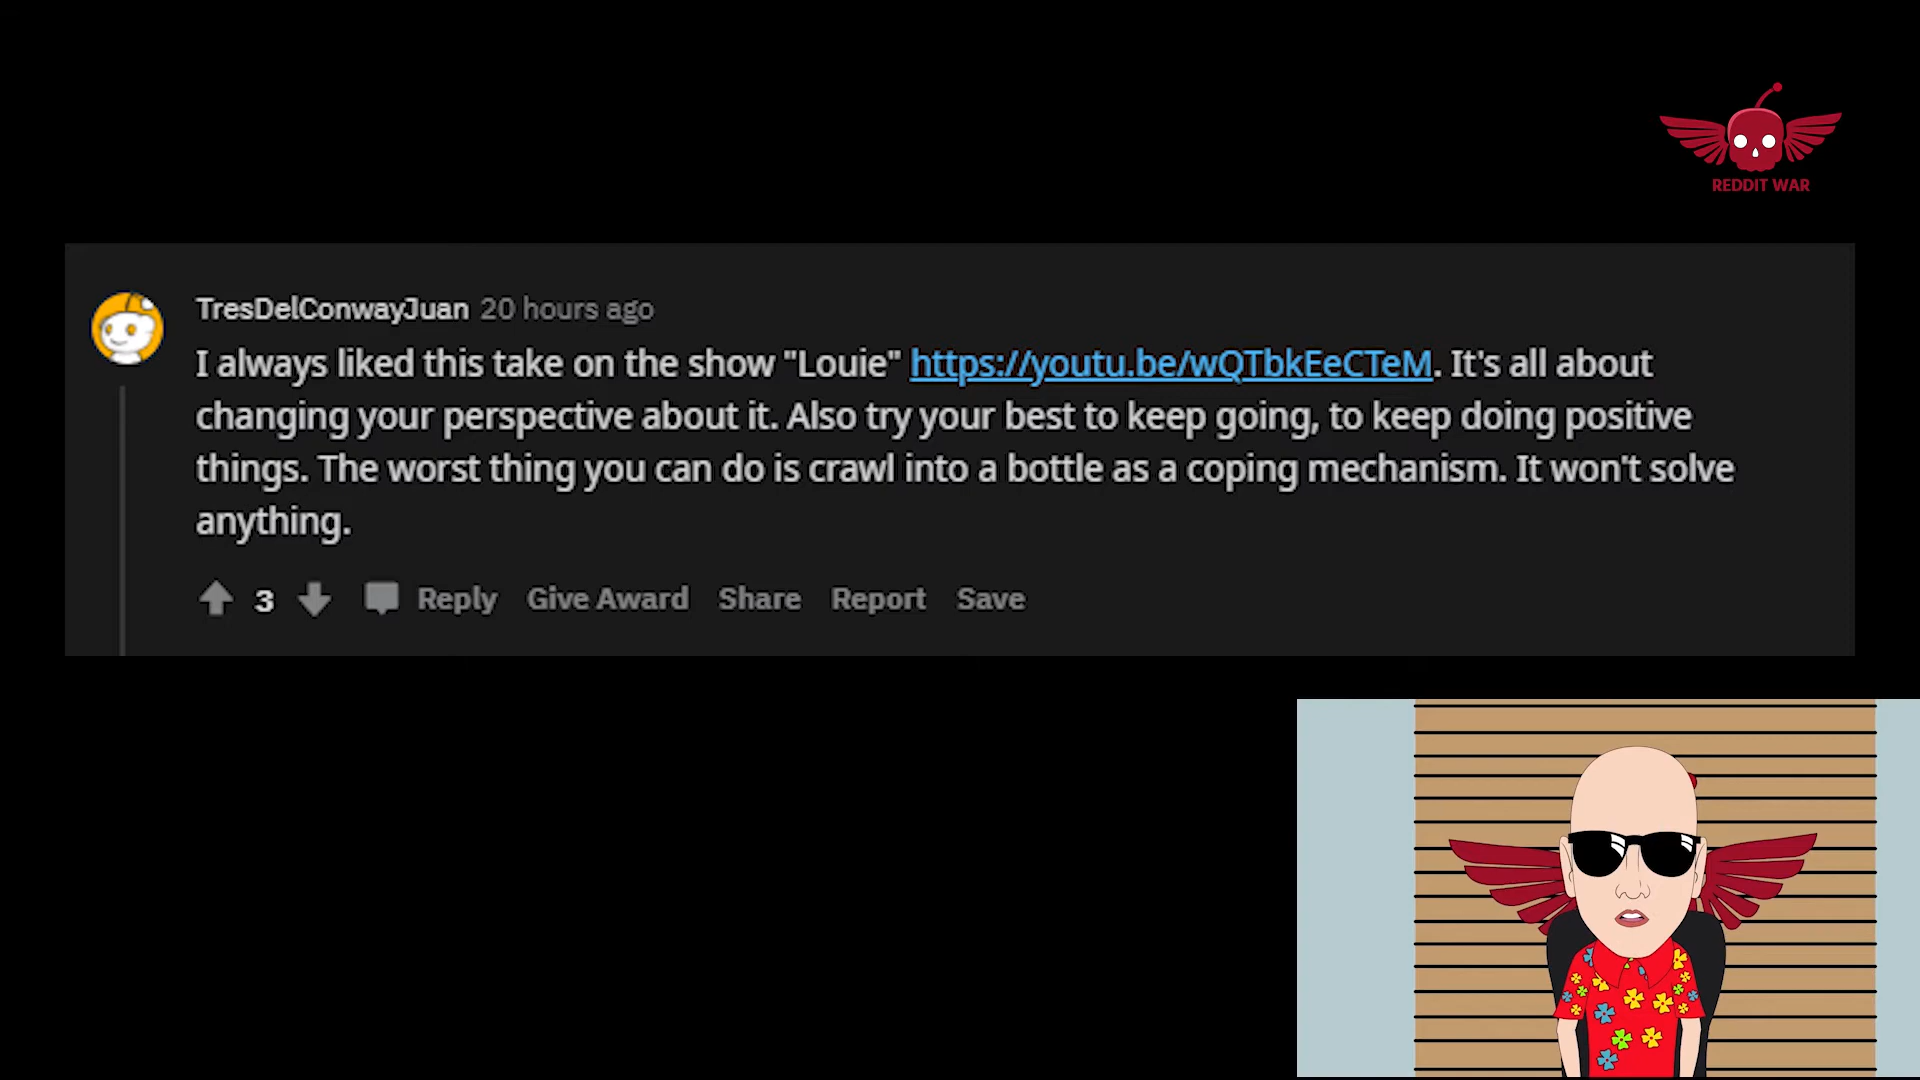 REDDIT WAR
TresDelConwayJuan 20 hours ago
I always liked this take on the show "Louie" https://youtu.be/wQTbkEeCTeM. It's all about
changing your perspective about it. Also try your best to keep going, to keep doing positive
things. The worst thing you can do is crawl into a bottle as a coping mechanism. It won't solve
anything.
3 Reply Give Award Share Report Save